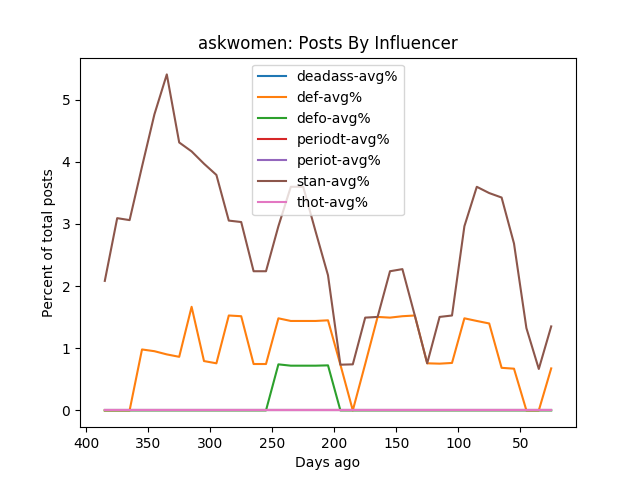 askwomen: Posts By Influencer
deadass-avg%
def-avg%
defo-avg%
periodt-avg%
periot-avg%
stan-avg%
thot-avg%
Percent of total posts
5
4
3
2
1
0
400 350 300 250 200 150 100 50
Days ago